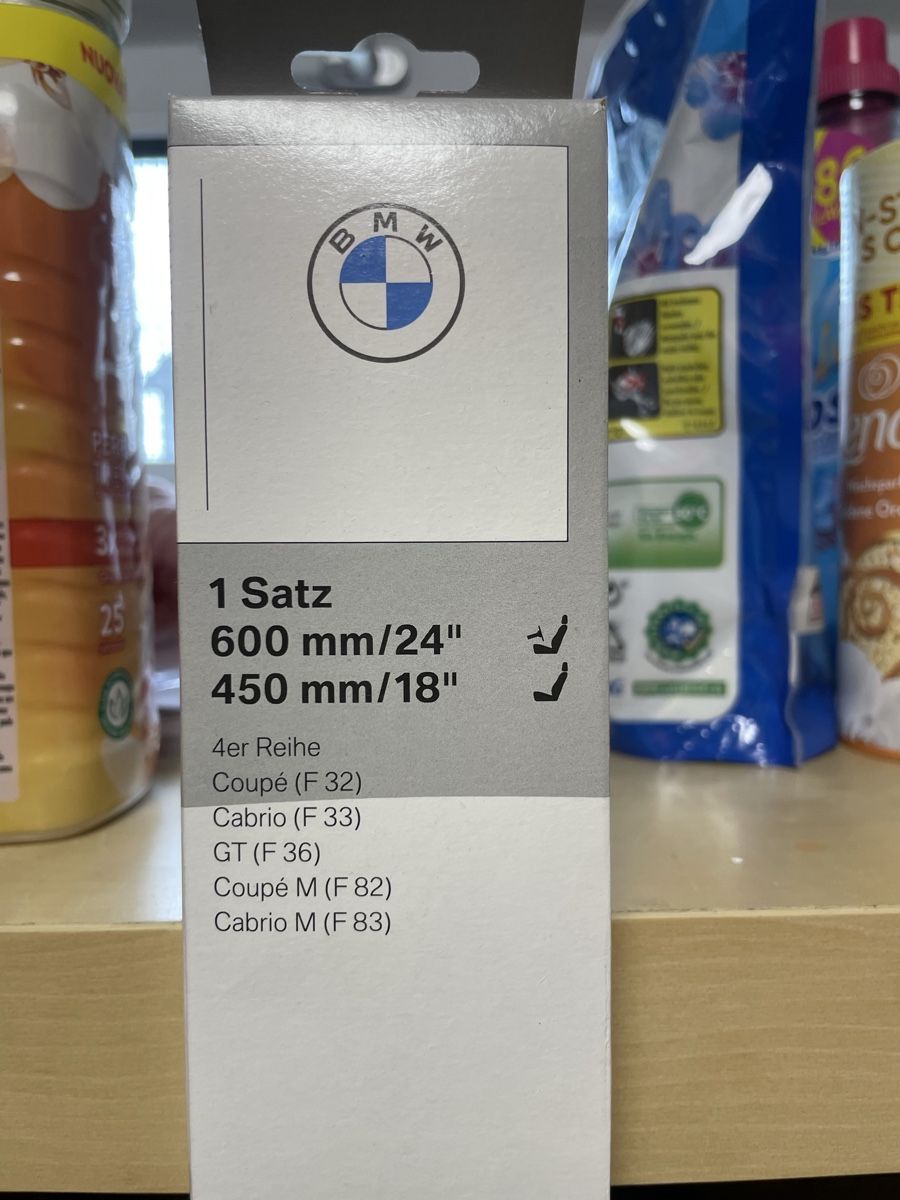 BMW
1 Satz
600 mm/24"
450 mm/18"
4er Reihe
Coupé (F 32)
Cabrio (F 33)
GT (F 36)
Coupé M (F 82)
Cabrio M (F 83)
25